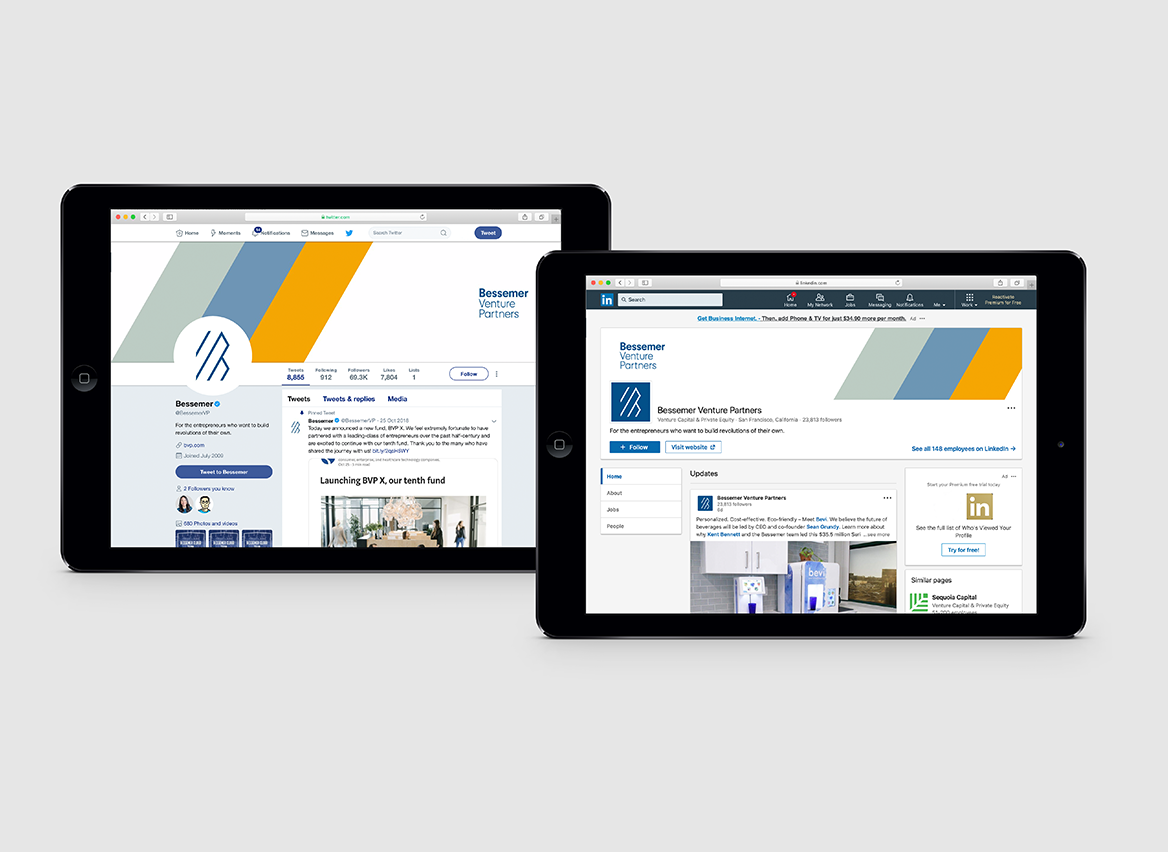 twitter.com
Home Moments Notifications Messages Search Twitter Tweet
Bessemer
Venture
Partners
Tweets Following Followers Likes Lists
8,855 912 69.3K 7,804 1
Follow
Bessemer
@BessemerVP
For the entrepreneurs who want to build
revolutions of their own.
bvp.com
Joined July 2009
Tweet to Bessemer
2 Followers you know
680 Photos and videos
Tweets Tweets & replies Media
Pinned Tweet
Bessemer @BessemerVP - 25 Oct 2018
Today we announced a new fund, BVP X. We feel extremely fortunate to have
partnered with a leading-class of entrepreneurs over the past half-century and
are excited to continue with our tenth fund. Thank you to the many who have
shared the journey with us!
Launching BVP X, our tenth fund
linkedin.com
in Search Home My Network Jobs Messaging Notifications Me Work Reactivate
Premium for Free
Get Business Internet. - Then, add Phone & TV for just $34.90 more per month. Ad ...
Bessemer
Venture
Partners
Bessemer Venture Partners
Venture Capital & Private Equity · San Francisco, California · 23,813 followers
For the entrepreneurs who want to build revolutions of their own.
+ Follow Visit website
See all 148 employees on LinkedIn →
Home
About
Jobs
People
Updates
Bessemer Venture Partners
23,813 followers
Personalized. Cost-effective. Eco-friendly - Meet Bevi. We believe the future of
beverages will be led by CEO and co-founder Sean Grundy. Learn more about
why Kent Bennett and the Bessemer team led this $35.5 million Seri ...see more
bevi
Ad ...
Start your Premium free trial today
in
See the full list of Who's Viewed Your
Profile
Try for free!
Similar pages
Sequoia Capital
Venture Capital & Private Equity